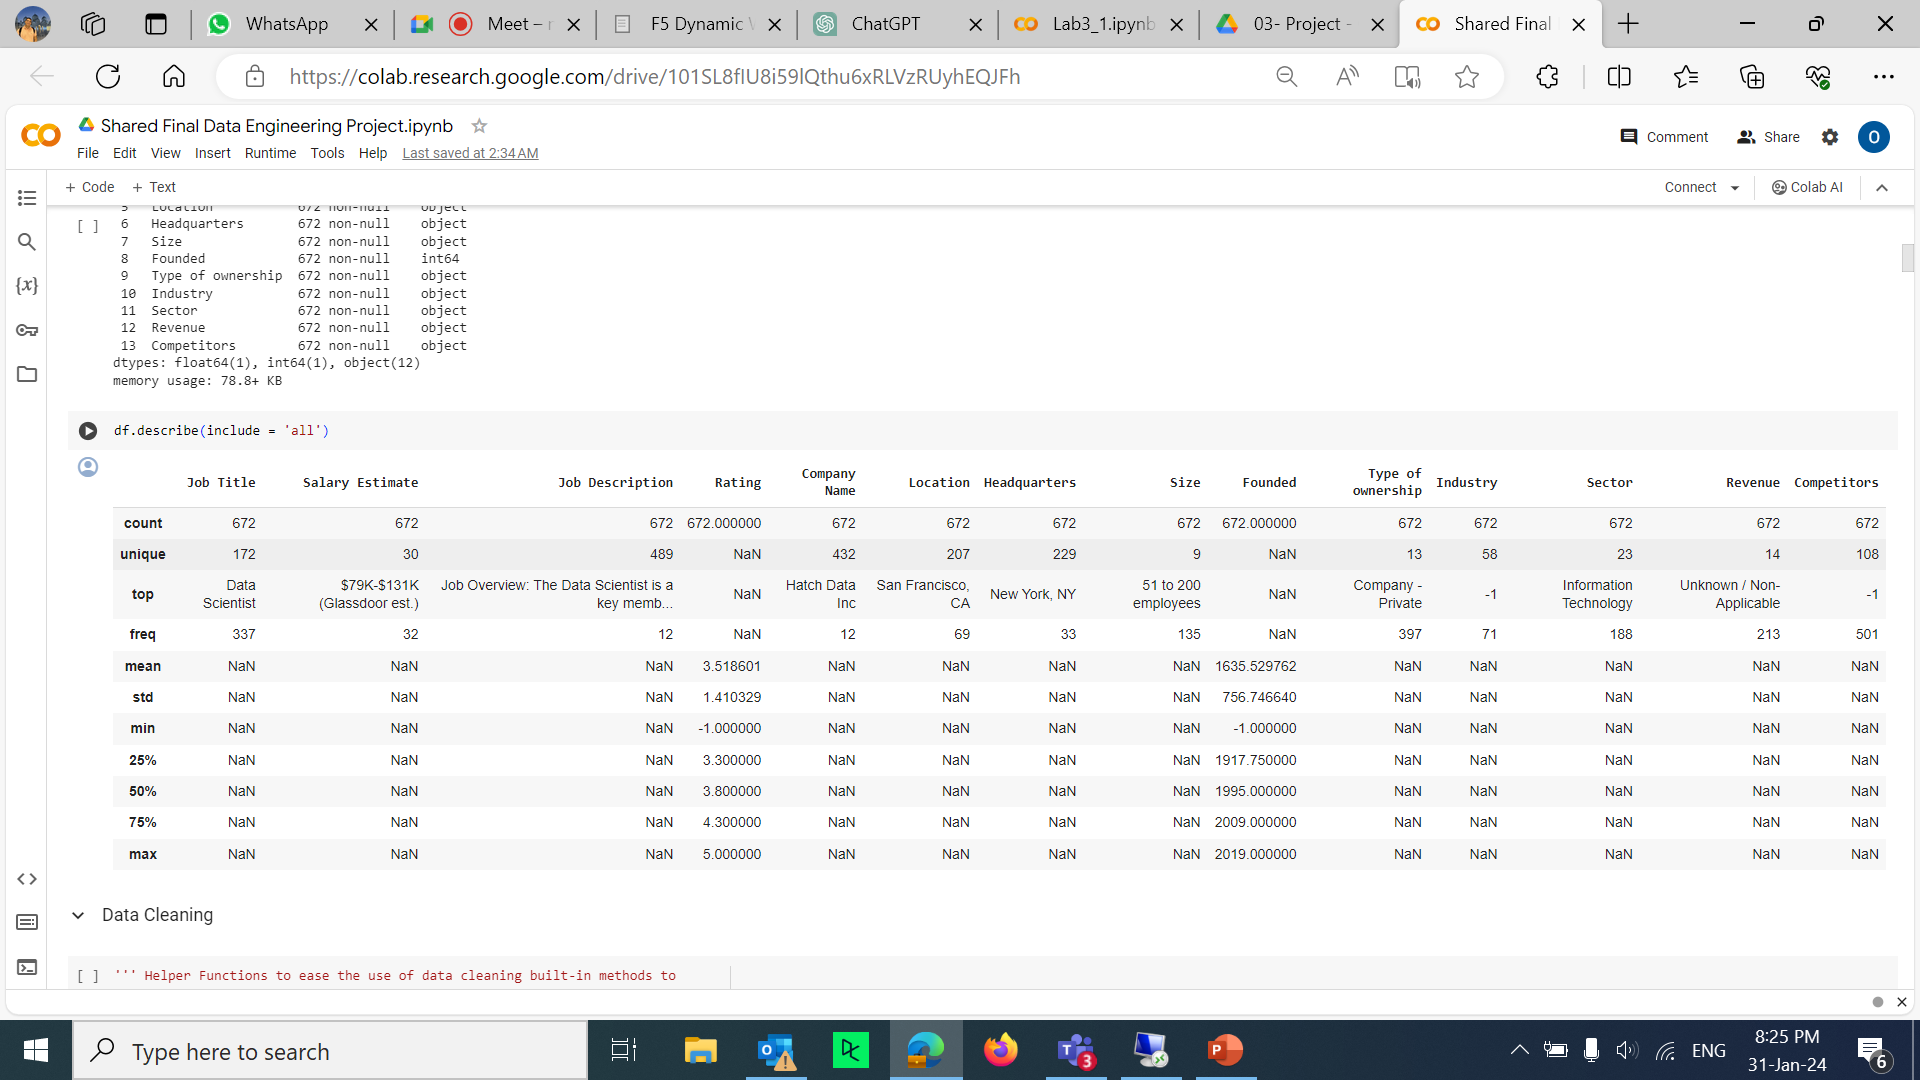 WhatsApp
Meet – r
F5 Dynamic
ChatGPT
Lab3_1.ipynb
03- Project -
Shared Final
https://colab.research.google.com/drive/101SL8fIU8i59lQthu6xRLVzRUyhEQJFh
Shared Final Data Engineering Project.ipynb
Comment Share O
File Edit View Insert Runtime Tools Help Last saved at 2:34 AM
+ Code + Text Connect Colab AI
5 Location 672 non-null object
[ ] 6 Headquarters 672 non-null object
7 Size 672 non-null object
8 Founded 672 non-null int64
9 Type of ownership 672 non-null object
10 Industry 672 non-null object
11 Sector 672 non-null object
12 Revenue 672 non-null object
13 Competitors 672 non-null object
dtypes: float64(1), int64(1), object(12)
memory usage: 78.8+ KB
df.describe(include = 'all')
Job Title Salary Estimate Job Description Rating Company Name Location Headquarters Size Founded Type of ownership Industry Sector Revenue Competitors
count 672 672 672 672.000000 672 672 672 672 672.000000 672 672 672 672 672
unique 172 30 489 NaN 432 207 229 9 NaN 13 58 23 14 108
top Data Scientist $79K-$131K (Glassdoor est.) Job Overview: The Data Scientist is a key memb... NaN Hatch Data Inc San Francisco, CA New York, NY 51 to 200 employees NaN Company - Private -1 Information Technology Unknown / Non-Applicable -1
freq 337 32 12 NaN 12 69 33 135 NaN 397 71 188 213 501
mean NaN NaN NaN 3.518601 NaN NaN NaN NaN 1635.529762 NaN NaN NaN NaN NaN
std NaN NaN NaN 1.410329 NaN NaN NaN NaN 756.746640 NaN NaN NaN NaN NaN
min NaN NaN NaN -1.000000 NaN NaN NaN NaN -1.000000 NaN NaN NaN NaN NaN
25% NaN NaN NaN 3.300000 NaN NaN NaN NaN 1917.750000 NaN NaN NaN NaN NaN
50% NaN NaN NaN 3.800000 NaN NaN NaN NaN 1995.000000 NaN NaN NaN NaN NaN
75% NaN NaN NaN 4.300000 NaN NaN NaN NaN 2009.000000 NaN NaN NaN NaN NaN
max NaN NaN NaN 5.000000 NaN NaN NaN NaN 2019.000000 NaN NaN NaN NaN NaN
Data Cleaning
[ ] ''' Helper Functions to ease the use of data cleaning built-in methods to
Type here to search
3
ENG
8:25 PM
31-Jan-24
6